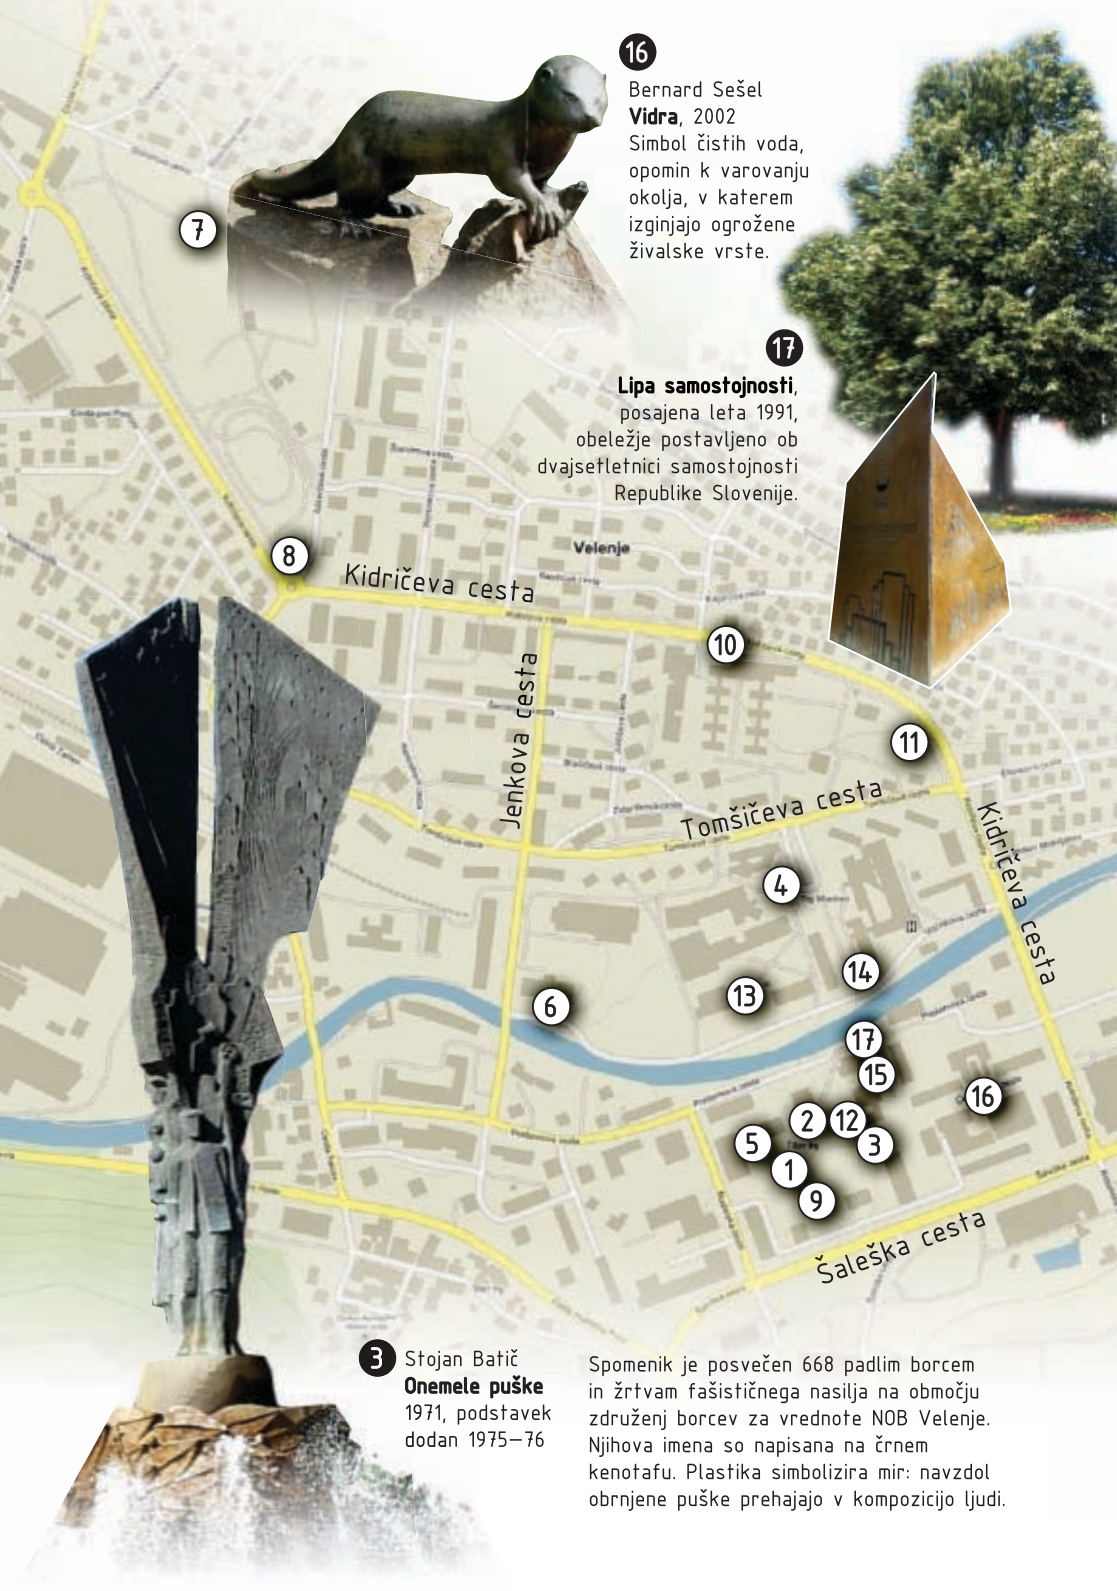 16
Bernard Sešel
Vidra, 2002
Simbol čistih voda,
opomin k varovanju
okolja, v katerem
izginjajo ogrožene
živalske vrste.
7
17
Lipa samostojnosti,
posajena leta 1991,
obeležje postavljeno ob
dvajsetletnici samostojnosti
Republike Slovenije.
8
Velenje
Kidričeva cesta
10
Jenkova cesta
11
Tomšičeva cesta
Kidričeva cesta
4
14
13
6
17
15
16
2
12
5
3
1
9
Šaleška cesta
3
Stojan Batič
Onemele puške
1971, podstavek
dodan 1975–76
Spomenik je posvečen 668 padlim borcem
in žrtvam fašističnega nasilja na območju
združenj borcev za vrednote NOB Velenje.
Njihova imena so napisana na črnem
kenotafu. Plastika simbolizira mir: navzdol
obrnjene puške prehajajo v kompozicijo ljudi.